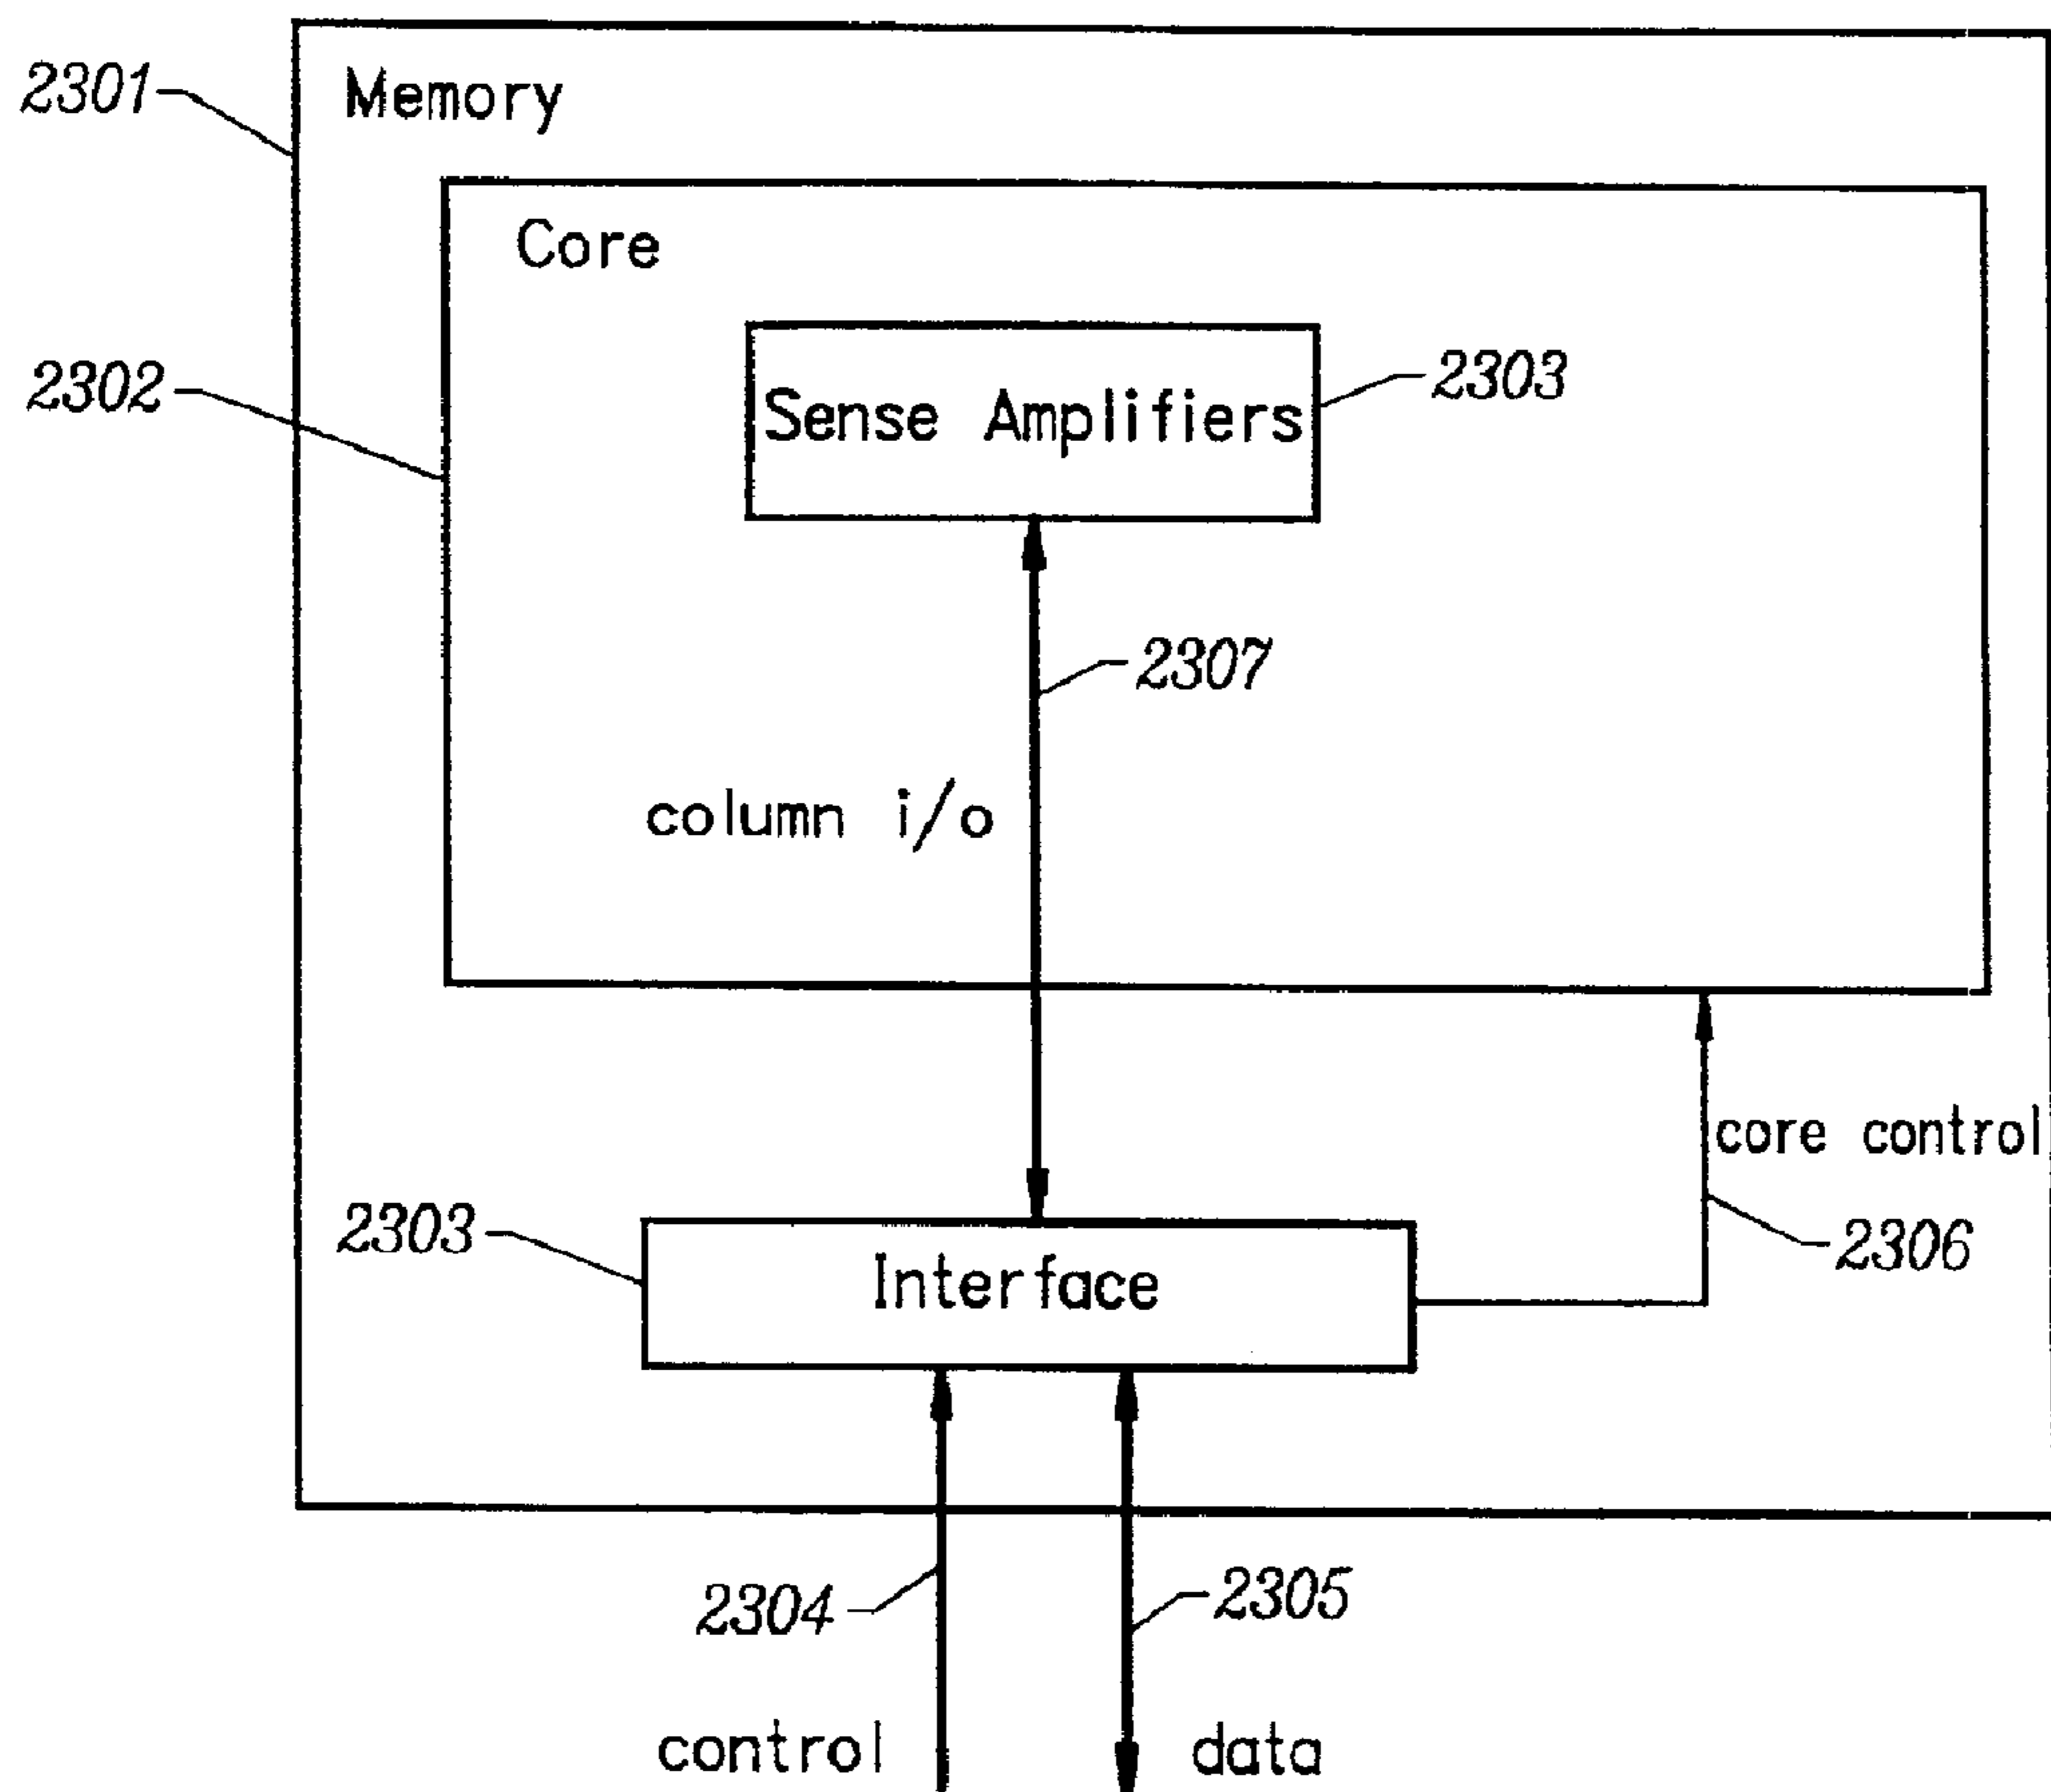 2301
Memory
Core
2302
2303
Sense Amplifiers
2307
column i/o
core control
2303
Interface
2306
2304
2305
control
data